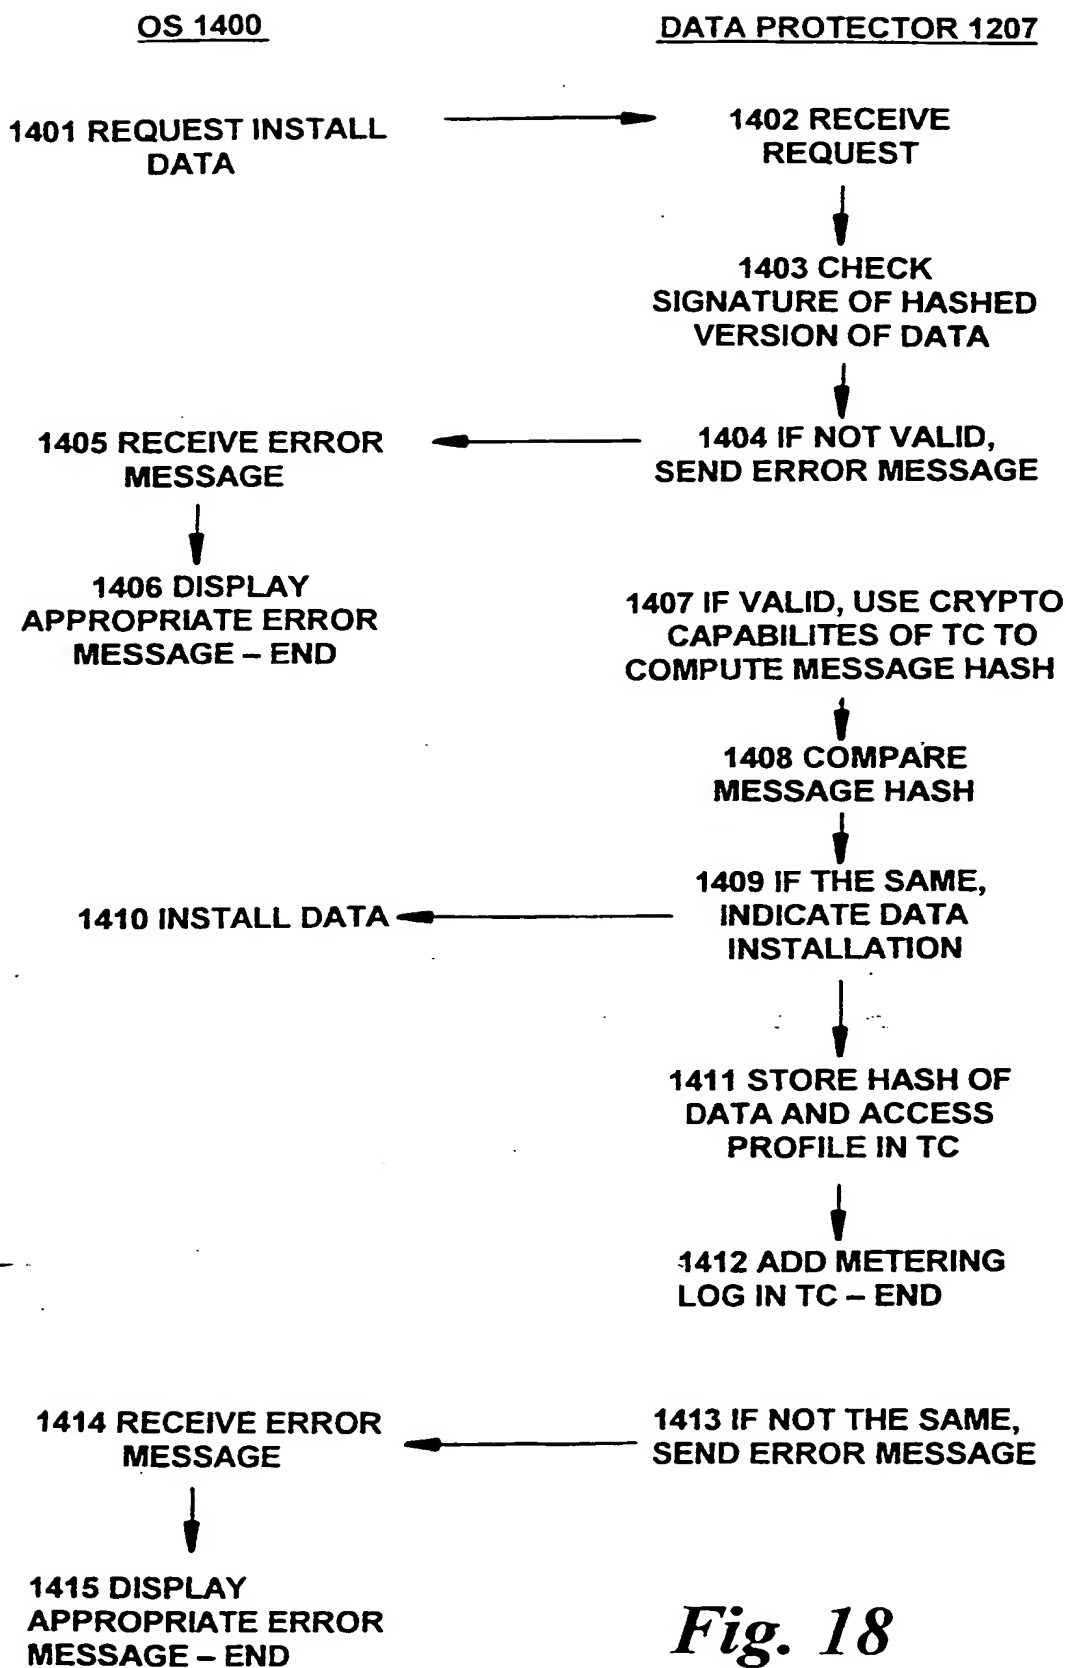 OS 1400
DATA PROTECTOR 1207
1401 REQUEST INSTALL
DATA
1402 RECEIVE
REQUEST
1403 CHECK
SIGNATURE OF HASHED
VERSION OF DATA
1404 IF NOT VALID,
SEND ERROR MESSAGE
1405 RECEIVE ERROR
MESSAGE
1406 DISPLAY
APPROPRIATE ERROR
MESSAGE – END
1407 IF VALID, USE CRYPTO
CAPABILITES OF TC TO
COMPUTE MESSAGE HASH
1408 COMPARE
MESSAGE HASH
1409 IF THE SAME,
INDICATE DATA
INSTALLATION
1410 INSTALL DATA
1411 STORE HASH OF
DATA AND ACCESS
PROFILE IN TC
1412 ADD METERING
LOG IN TC – END
1413 IF NOT THE SAME,
SEND ERROR MESSAGE
1414 RECEIVE ERROR
MESSAGE
1415 DISPLAY
APPROPRIATE ERROR
MESSAGE – END
Fig. 18